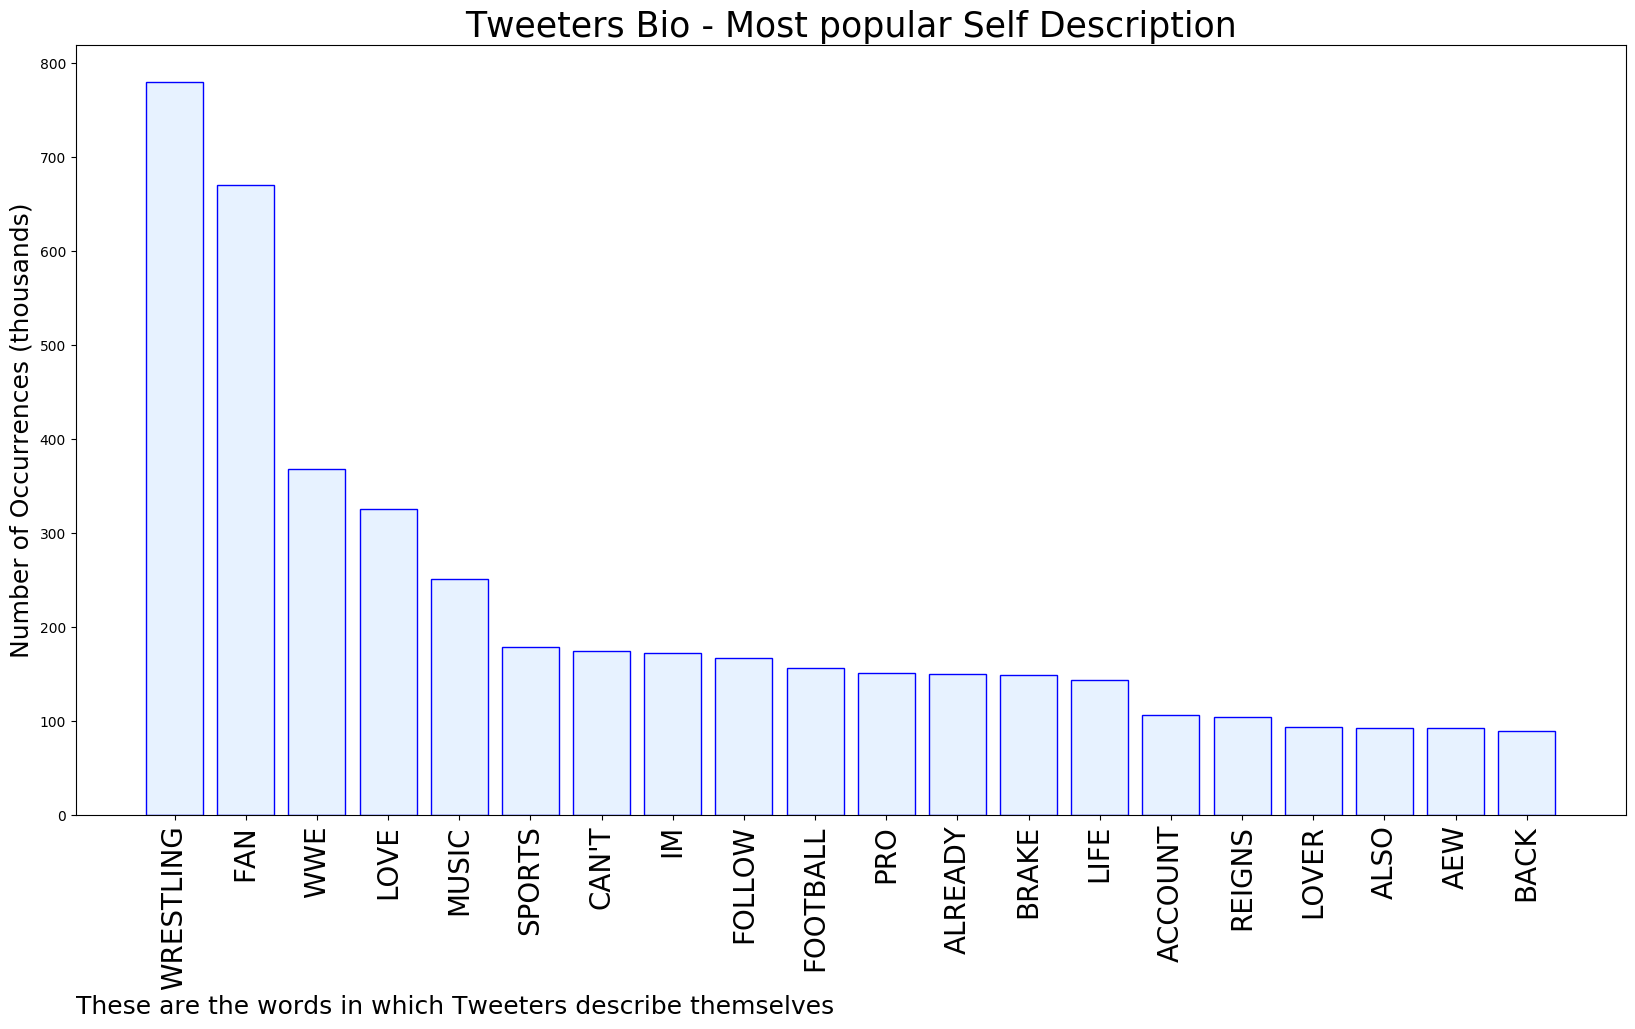 Tweeters Bio - Most popular Self Description
Number of Occurrences (thousands)
800
700
600
500
400
300
200
100
0
WRESTLING
FAN
WWE
LOVE
MUSIC
SPORTS
CAN'T
IM
FOLLOW
FOOTBALL
PRO
ALREADY
BRAKE
LIFE
ACCOUNT
REIGNS
LOVER
ALSO
AEW
BACK
These are the words in which Tweeters describe themselves